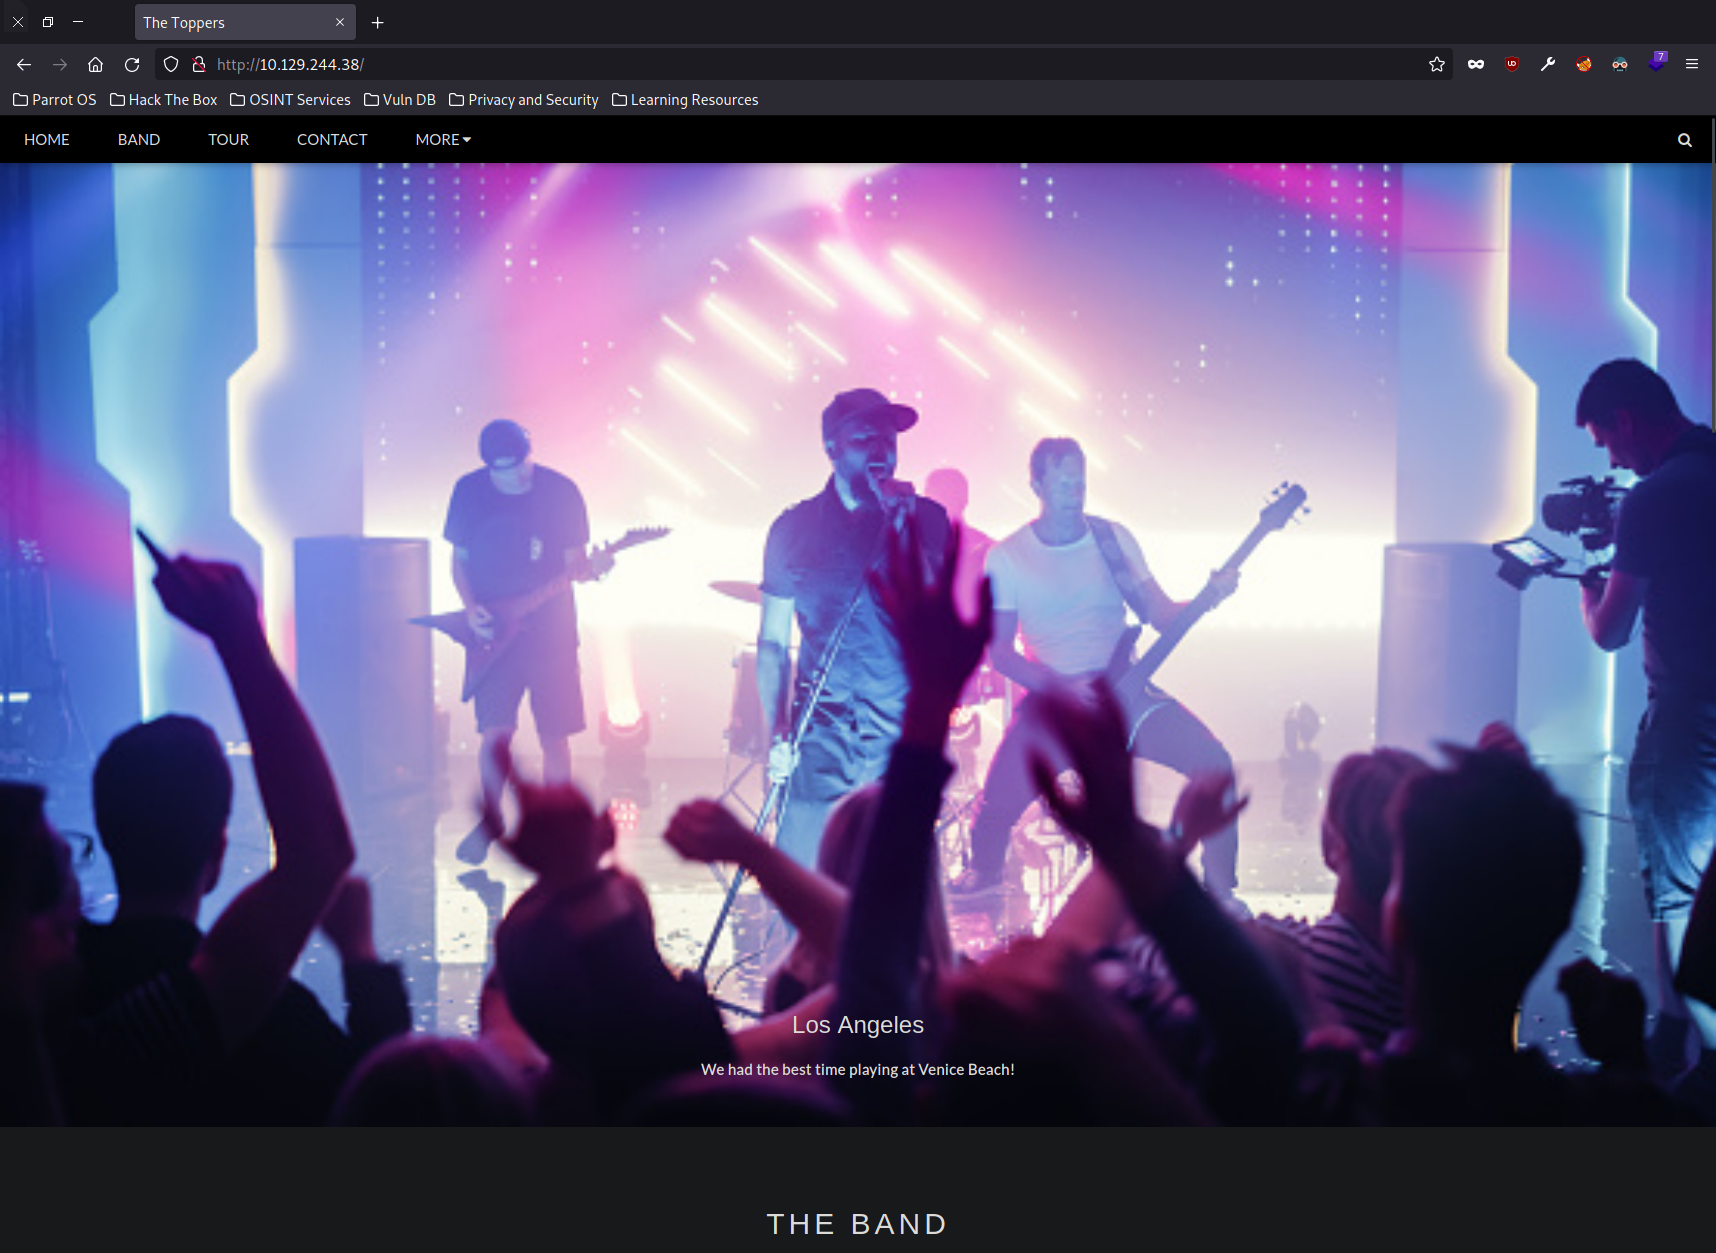 The Toppers
http://10.129.244.38/
7
Parrot OS Hack The Box OSINT Services Vuln DB Privacy and Security Learning Resources
HOME BAND TOUR CONTACT MORE
Los Angeles
We had the best time playing at Venice Beach!
THE BAND